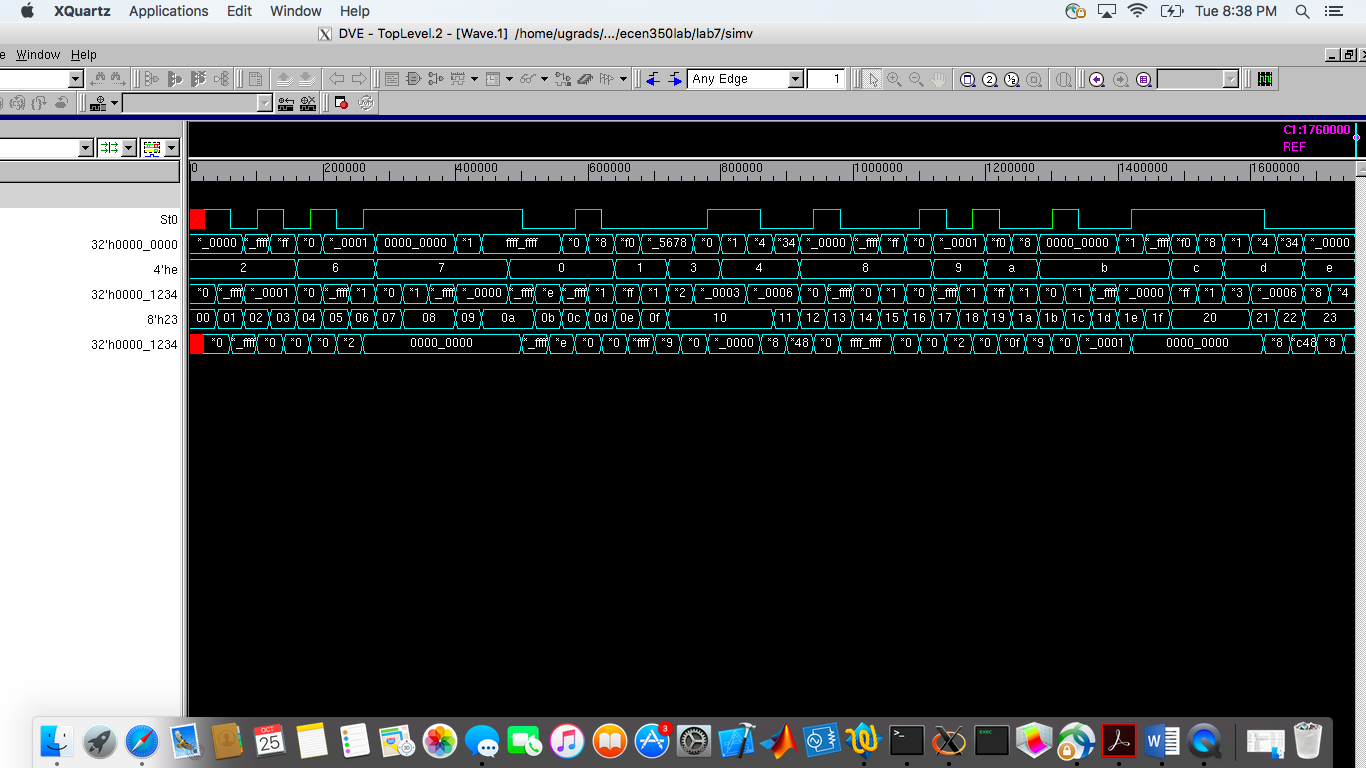 XQuartz Applications Edit Window Help Tue 8:38 PM
DVE - TopLevel.2 - [Wave.1] /home/ugrads/.../ecen350lab/lab7/simv
e Window Help
Any Edge 1
C1:1760000
REF
0 200000 400000 600000 800000 1000000 1200000 1400000 1600000
St0
32'h0000_0000 *_0000 *_ffff *ff *0 *_0001 0000_0000 *1 ffff_ffff *0 *8 *f0 *_5678 *0 *1 *4 *34 *_0000 *_ffff *ff *0 *_0001 *f0 *8 0000_0000 *1 *_ffff *f0 *8 *1 *4 *34 *_0000
4'he 2 6 7 0 1 3 4 8 9 a b c d e
32'h0000_1234 *0 *_ffff *_0001 *0 *_ffff *1 *0 *1 *_ffff *_0000 *_ffff *e *_ffff *1 *ff *1 *2 *_0003 *_0006 *0 *_ffff *0 *1 *0 *_ffff *1 *ff *1 *0 *1 *_ffff *_0000 *ff *1 *3 *_0006 *8 *4
8'h23 00 01 02 03 04 05 06 07 08 09 0a 0b 0c 0d 0e 0f 10 11 12 13 14 15 16 17 18 19 1a 1b 1c 1d 1e 1f 20 21 22 23
32'h0000_1234 *0 *_ffff *0 *0 *0 *2 0000_0000 *_ffff *e *0 *0 *ffff *9 *0 *_0000 *8 *48 *0 ffff_ffff *0 *0 *2 *0 *0f *9 *0 *_0001 0000_0000 *8 *c48 *8
OCT
25
3